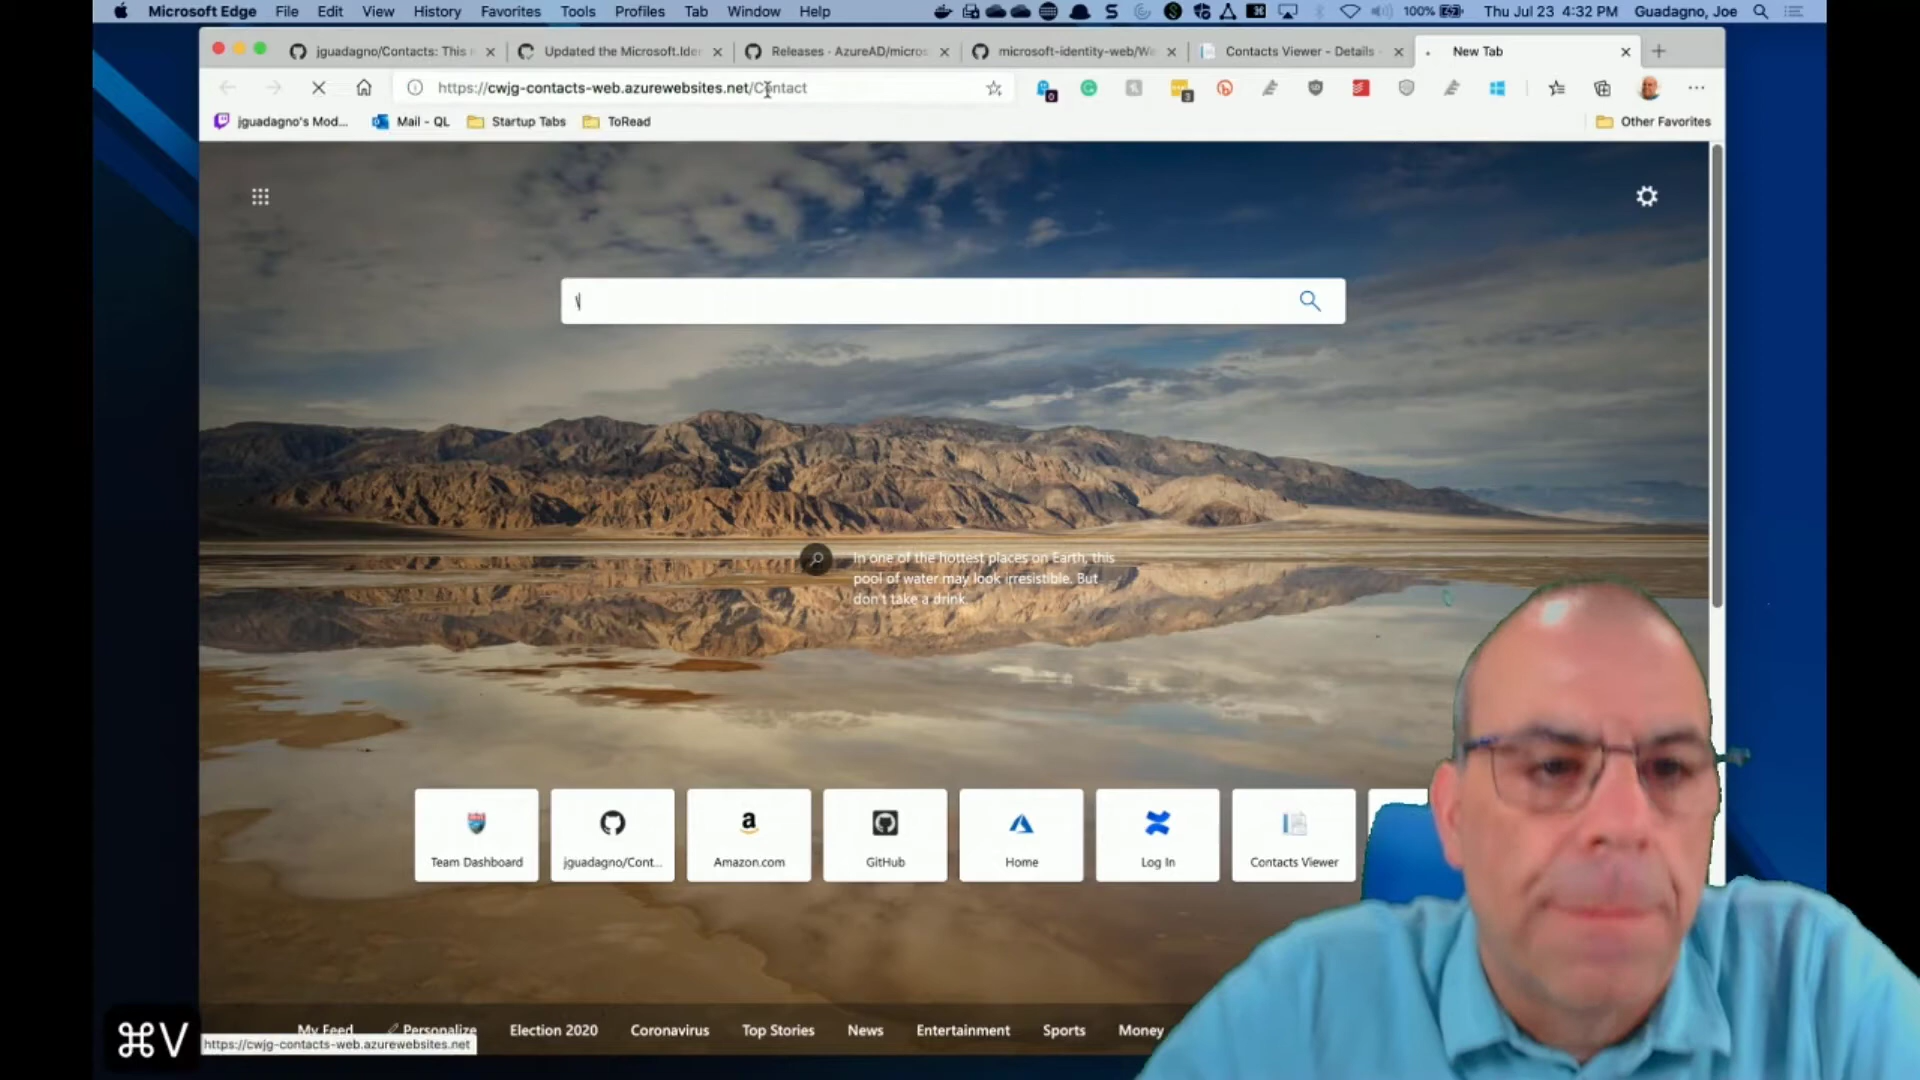 Microsoft Edge File Edit View History Favorites Tools Profiles Tab Window Help 100% Thu Jul 23 4:32 PM Guadagno, Joe
jguadagno/Contacts: This Updated the Microsoft.Iden Releases · AzureAD/micros microsoft-identity-web/We Contacts Viewer - Details New Tab
https://cwjg-contacts-web.azurewebsites.net/Contact
jguadagno's Mod... Mail - QL Startup Tabs ToRead Other Favorites
In one of the hottest places on Earth, this
pool of water may look irresistible. But
don't take a drink.
Team Dashboard jguadagno/Cont... Amazon.com GitHub Home Log In Contacts Viewer
My Feed Personalize Election 2020 Coronavirus Top Stories News Entertainment Sports Money
https://cwjg-contacts-web.azurewebsites.net
⌘V